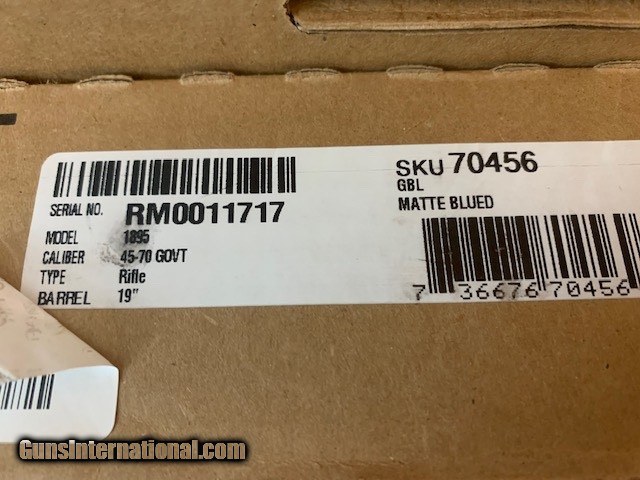 SERIAL NO. RM0011717
MODEL 1895
CALIBER 45-70 GOVT
TYPE Rifle
BARREL 19"
SKU 70456
GBL
MATTE BLUED
7 36676 70456
GunsInternational.com